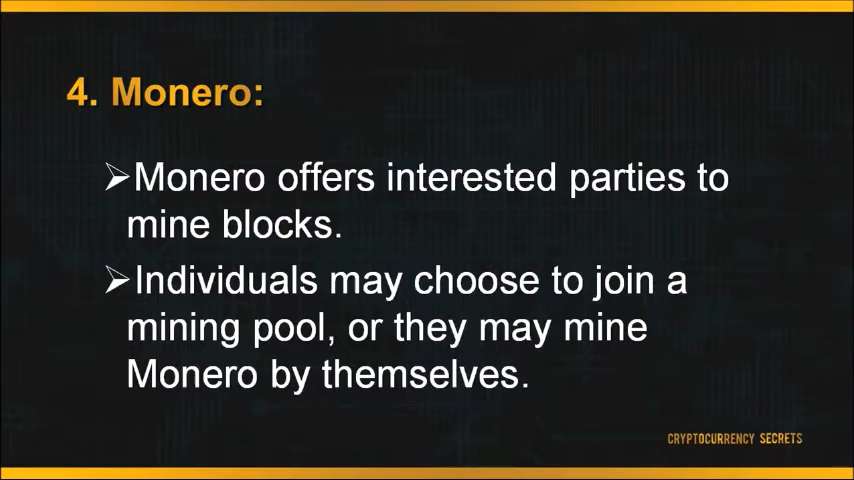 4. Monero:
➢Monero offers interested parties to
mine blocks.
➢Individuals may choose to join a
mining pool, or they may mine
Monero by themselves.
CRYPTOCURRENCY SECRETS